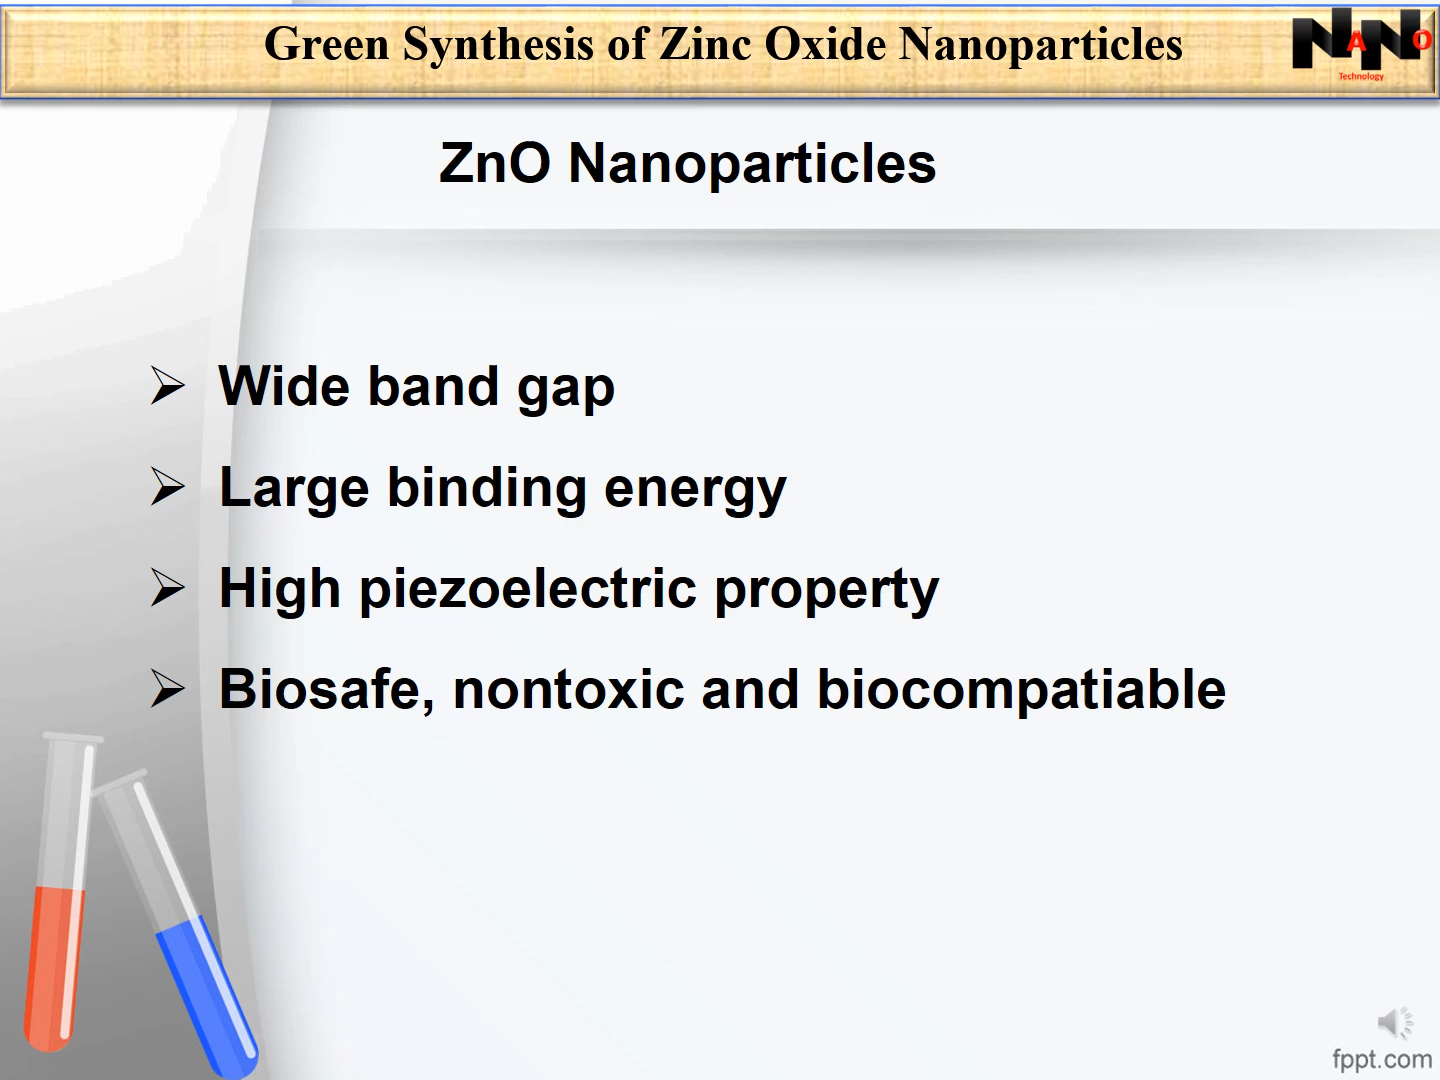 Green Synthesis of Zinc Oxide Nanoparticles
NANO
Technology
ZnO Nanoparticles
➢ Wide band gap
➢ Large binding energy
➢ High piezoelectric property
➢ Biosafe, nontoxic and biocompatiable
fppt.com